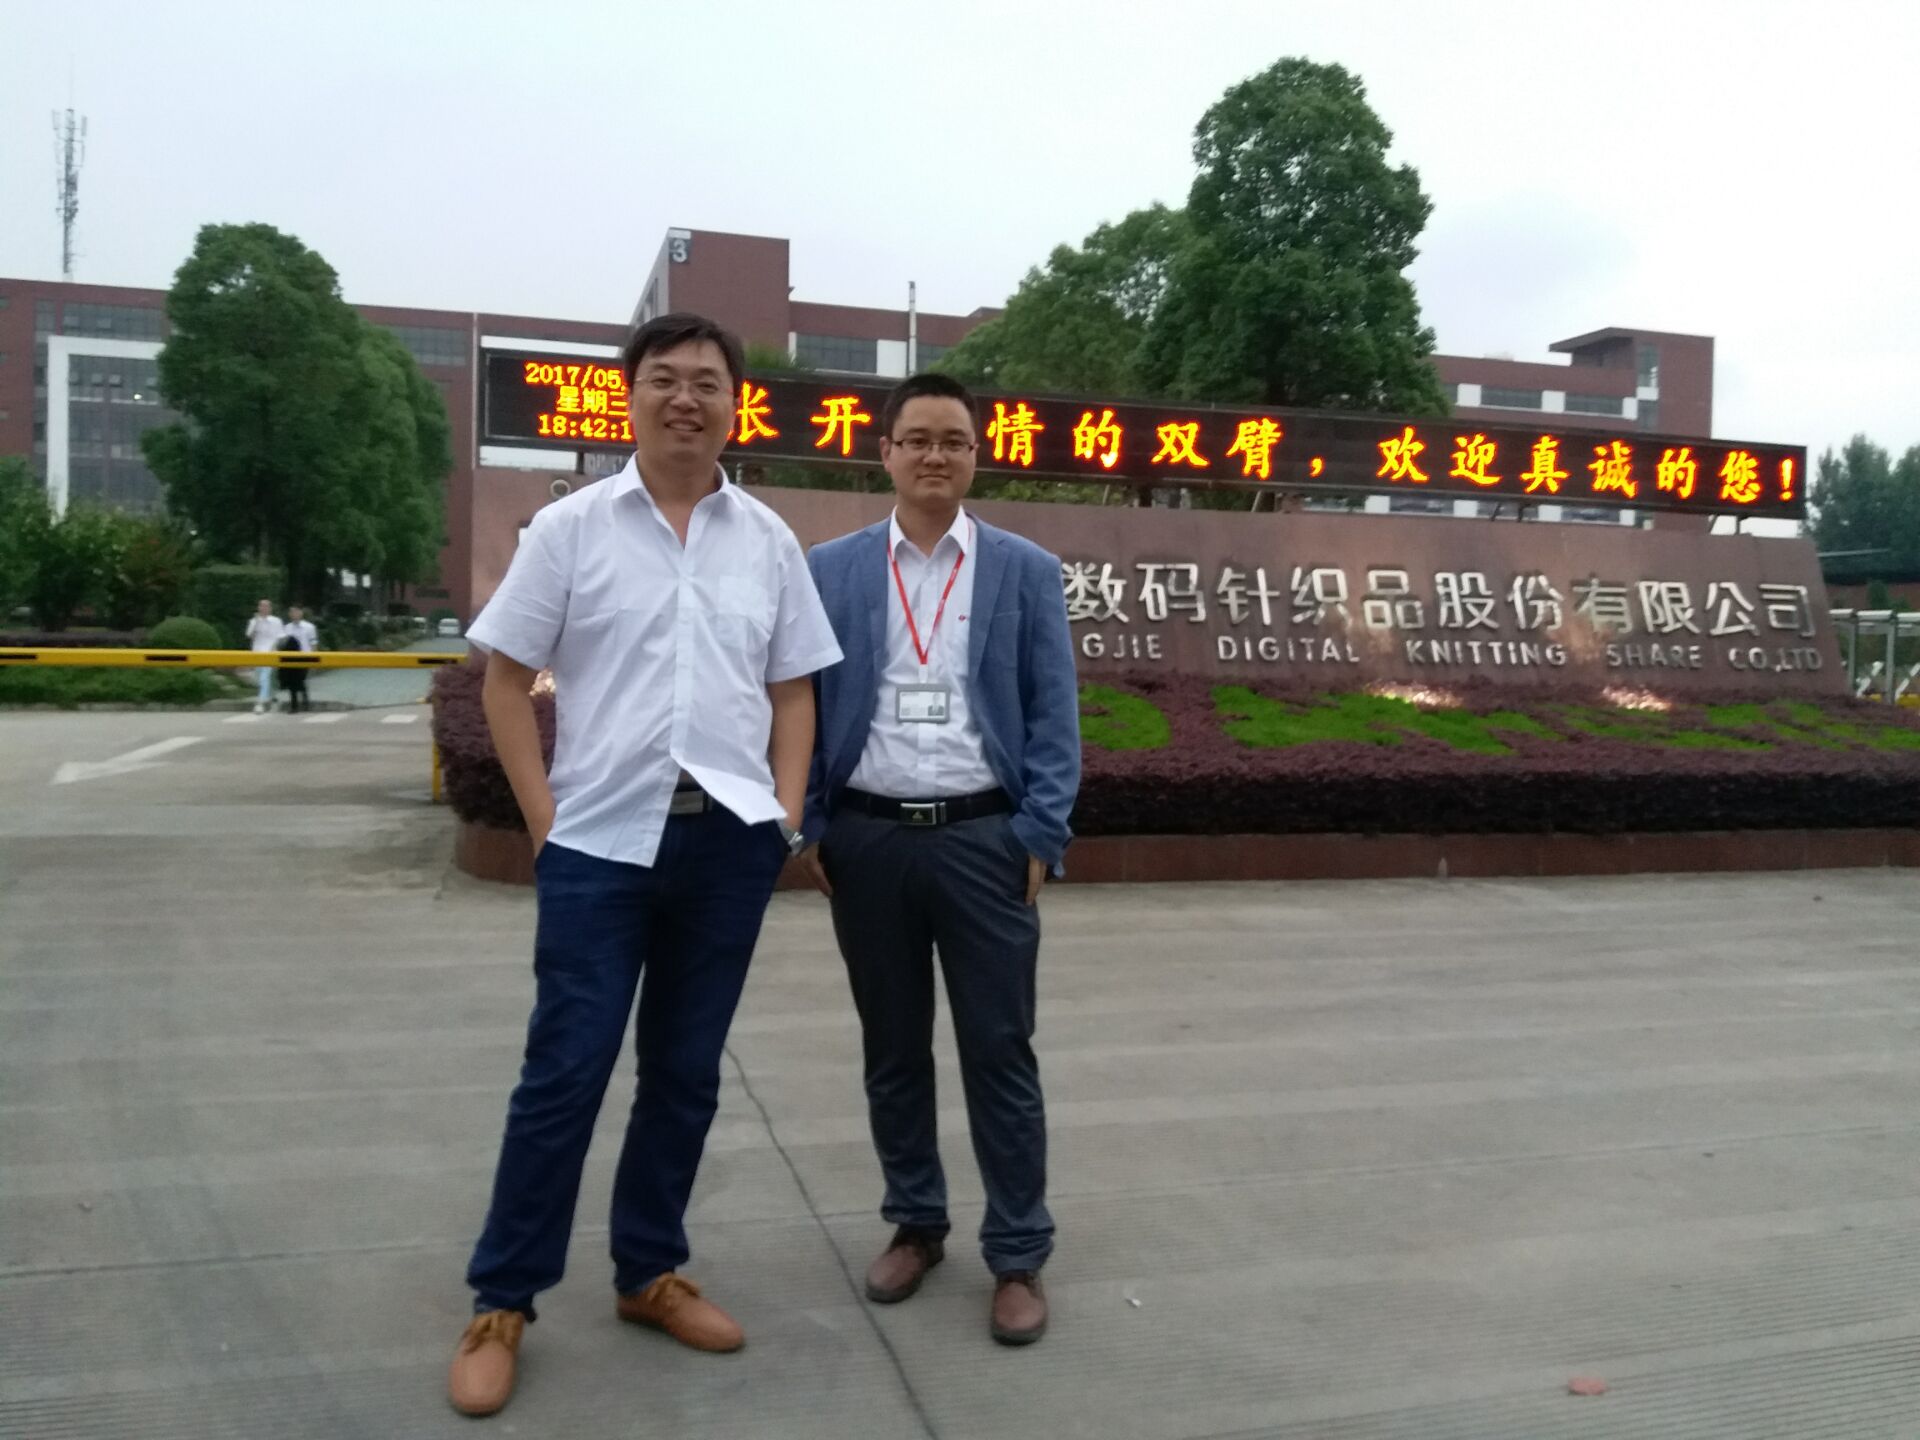 3
2017/05
星期三
18:42:1
张开 情的双臂，欢迎真诚的您！
数码针织品股份有限公司
GJIE DIGITAL KNITTING SHARE CO.,LTD